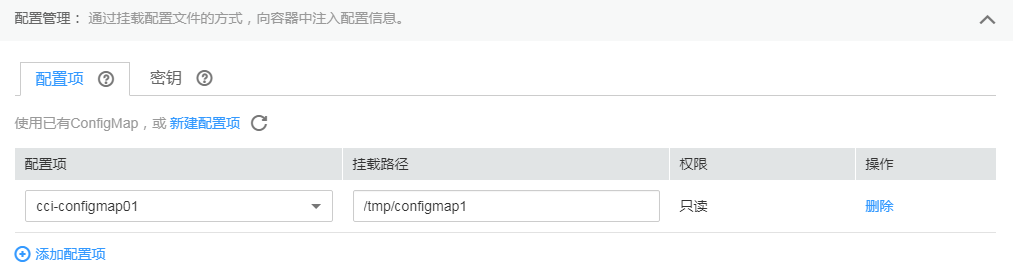 配置管理： 通过挂载配置文件的方式，向容器中注入配置信息。
配置项 ? 密钥 ?
使用已有ConfigMap，或 新建配置项
配置项 挂载路径 权限 操作
cci-configmap01 /tmp/configmap1 只读 删除
添加配置项